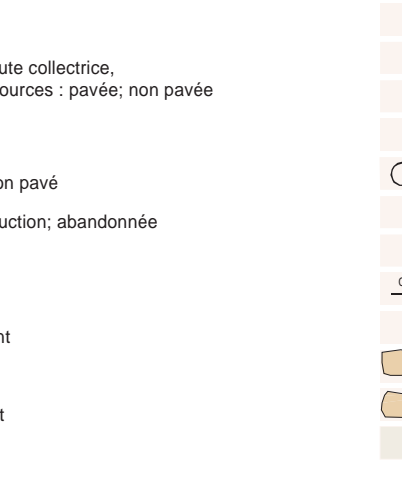 ute collectrice,
ources : pavée; non pavée
on pavé
uction; abandonnée
nt
t